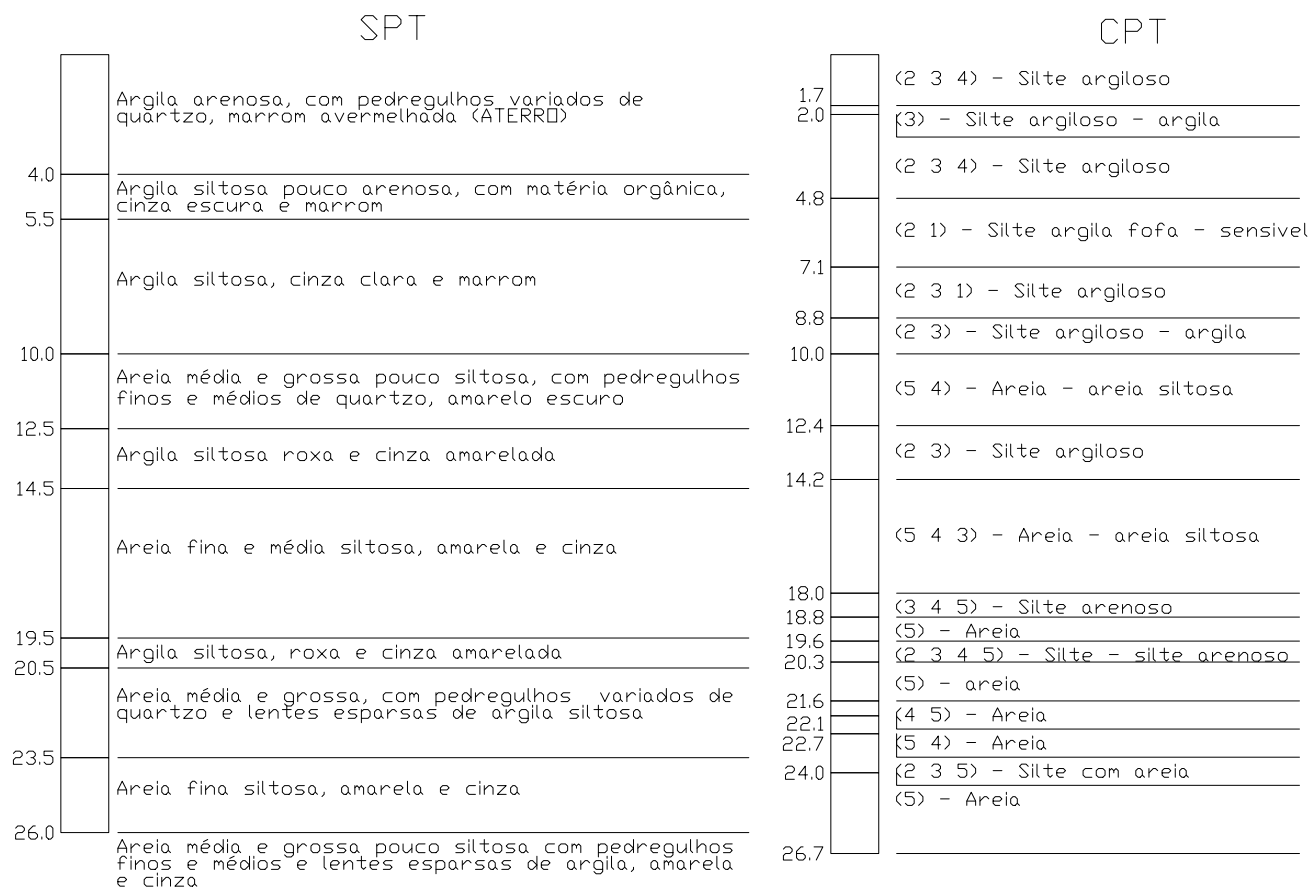 SPT
Argila arenosa, com pedregulhos variados de
quartzo, marrom avermelhada (ATERR▯)
4.0
Argila siltosa pouco arenosa, com matéria orgânica,
cinza escura e marrom
5.5
Argila siltosa, cinza clara e marrom
10.0
Areia média e grossa pouco siltosa, com pedregulhos
finos e médios de quartzo, amarelo escuro
12.5
Argila siltosa roxa e cinza amarelada
14.5
Areia fina e média siltosa, amarela e cinza
19.5
Argila siltosa, roxa e cinza amarelada
20.5
Areia média e grossa, com pedregulhos variados de
quartzo e lentes esparsas de argila siltosa
23.5
Areia fina siltosa, amarela e cinza
26.0
Areia média e grossa pouco siltosa com pedregulhos
finos e médios e lentes esparsas de argila, amarela
e cinza
CPT
(2 3 4) - Silte argiloso
1.7
2.0
(3) - Silte argiloso - argila
(2 3 4) - Silte argiloso
4.8
(2 1) - Silte argila fofa - sensivel
7.1
(2 3 1) - Silte argiloso
8.8
(2 3) - Silte argiloso - argila
10.0
(5 4) - Areia - areia siltosa
12.4
(2 3) - Silte argiloso
14.2
(5 4 3) - Areia - areia siltosa
18.0
(3 4 5) - Silte arenoso
18.8
(5) - Areia
19.6
(2 3 4 5) - Silte - silte arenoso
20.3
(5) - areia
21.6
(4 5) - Areia
22.1
22.7
(5 4) - Areia
24.0
(2 3 5) - Silte com areia
(5) - Areia
26.7